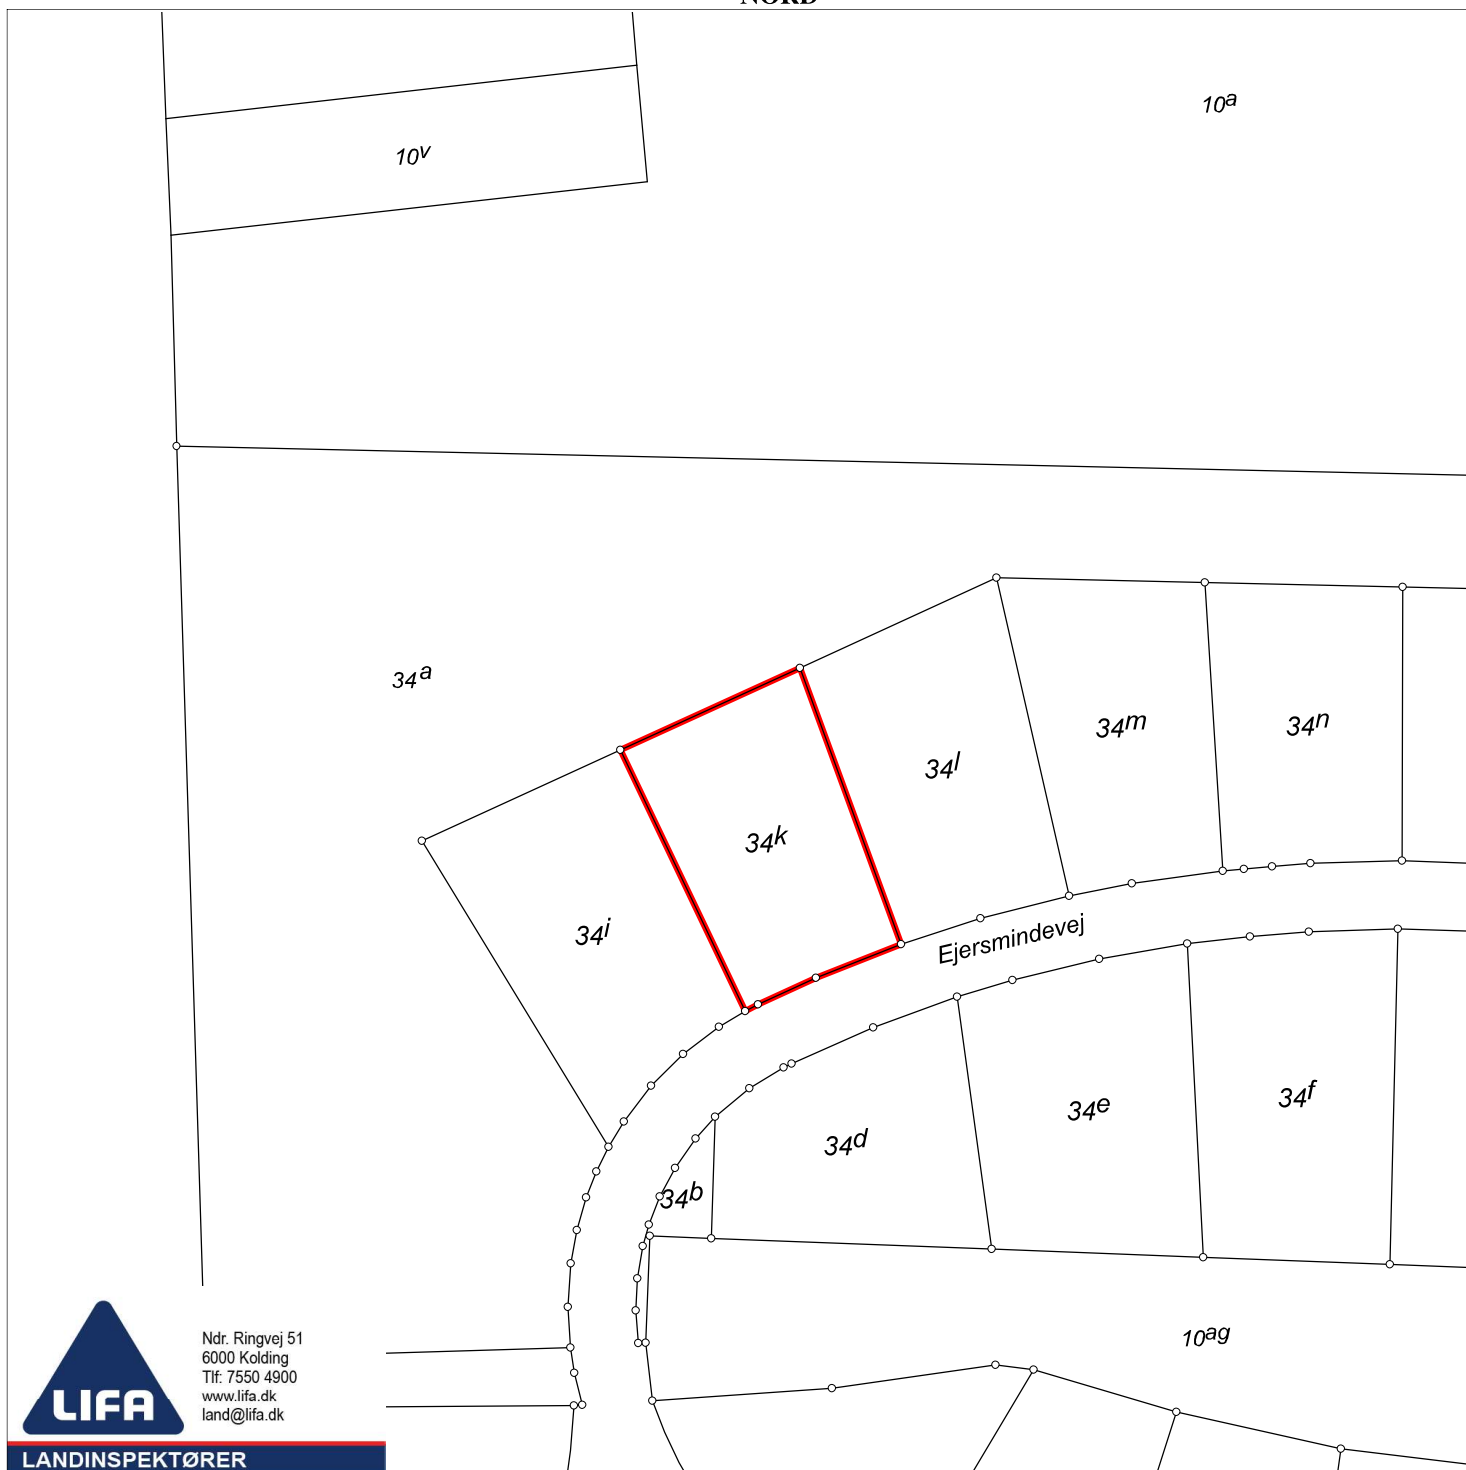 NORD
10a
10v
34a
34m
34n
34l
34k
34i
Ejersmindevej
34e
34f
34d
34b
10ag
Ndr. Ringvej 51
6000 Kolding
Tlf: 7550 4900
www.lifa.dk
land@lifa.dk
LIFA
LANDINSPEKTØRER